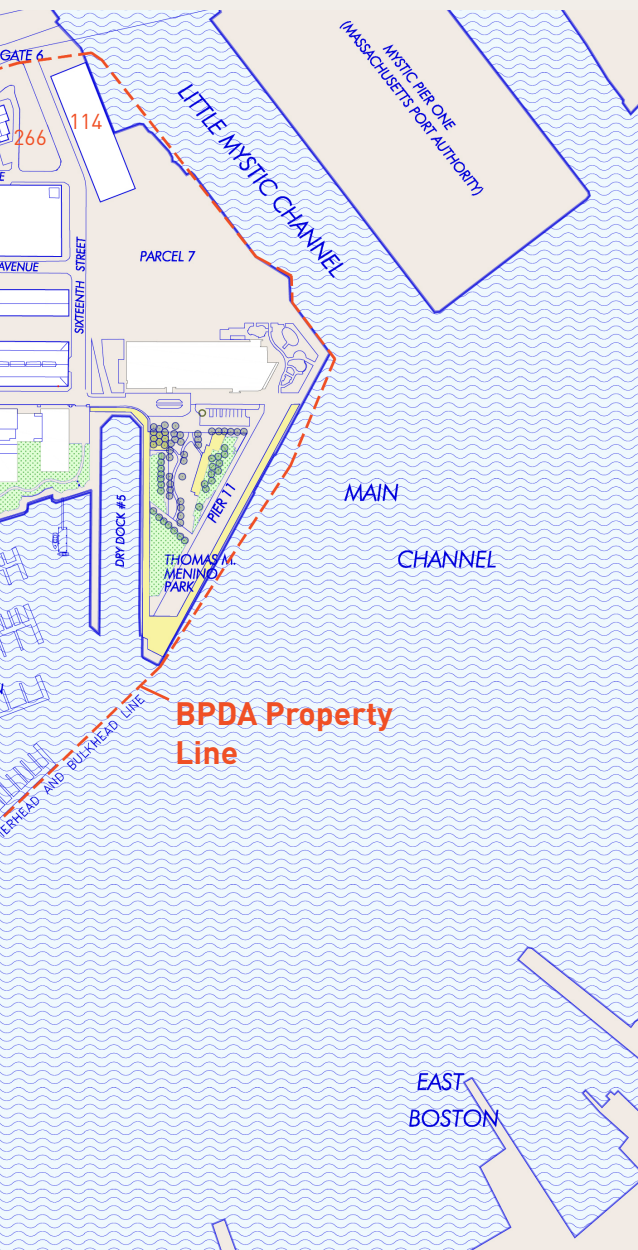 GATE 6
114
266
E
LITTLE MYSTIC CHANNEL
MYSTIC PIER ONE
(MASSACHUSETTS PORT AUTHORITY)
AVENUE
SIXTEENTH STREET
PARCEL 7
DRY DOCK #5
PIER 11
THOMAS M.
MENINO
PARK
MAIN
CHANNEL
BPDA Property
Line
IERHEAD AND BULKHEAD LINE
EAST
BOSTON